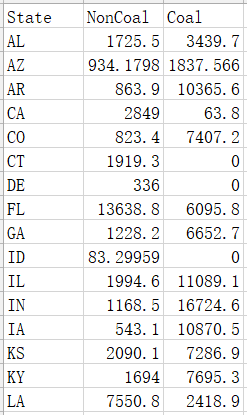 State NonCoal Coal
AL 1725.5 3439.7
AZ 934.1798 1837.566
AR 863.9 10365.6
CA 2849 63.8
CO 823.4 7407.2
CT 1919.3 0
DE 336 0
FL 13638.8 6095.8
GA 1228.2 6652.7
ID 83.29959 0
IL 1994.6 11089.1
IN 1168.5 16724.6
IA 543.1 10870.5
KS 2090.1 7286.9
KY 1694 7695.3
LA 7550.8 2418.9